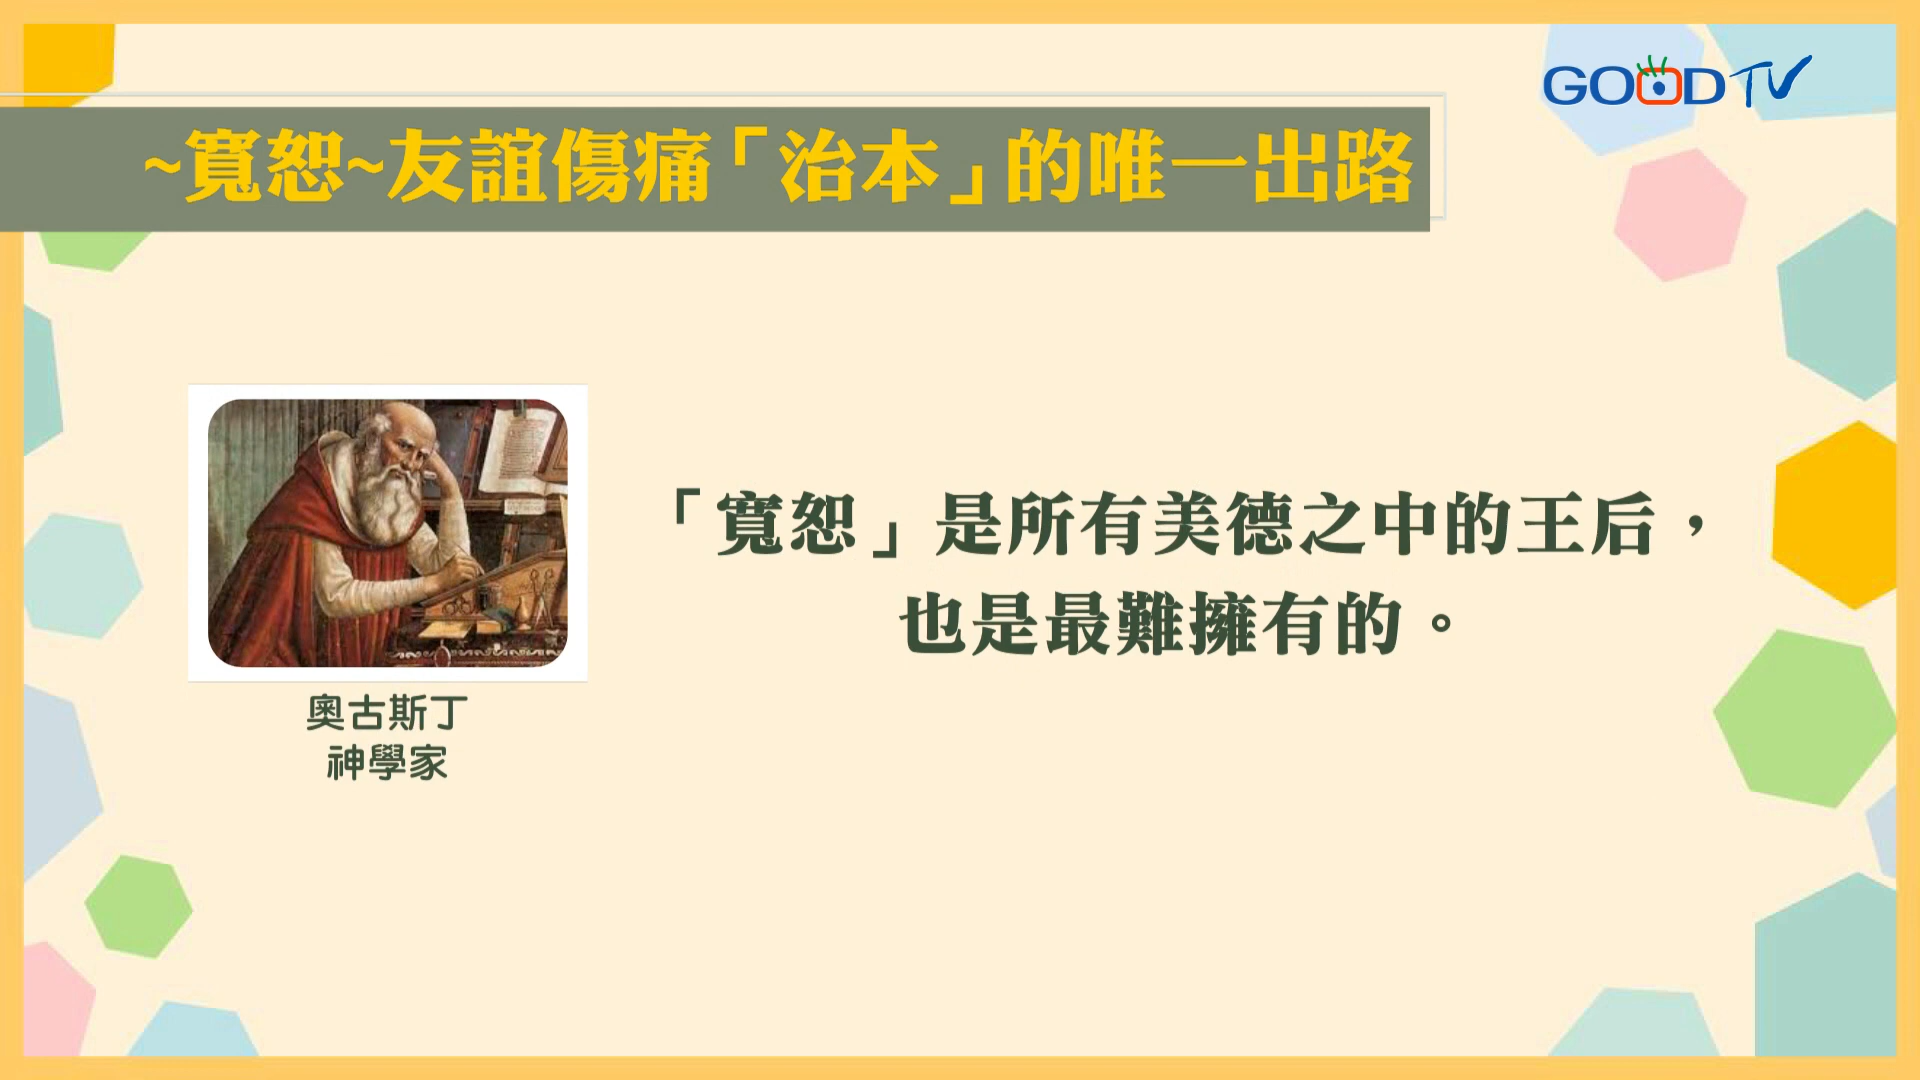 ~寬恕~友誼傷痛「治本」的唯一出路
GOODTV
「寬恕」是所有美德之中的王后，
也是最難擁有的。
奧古斯丁
神學家